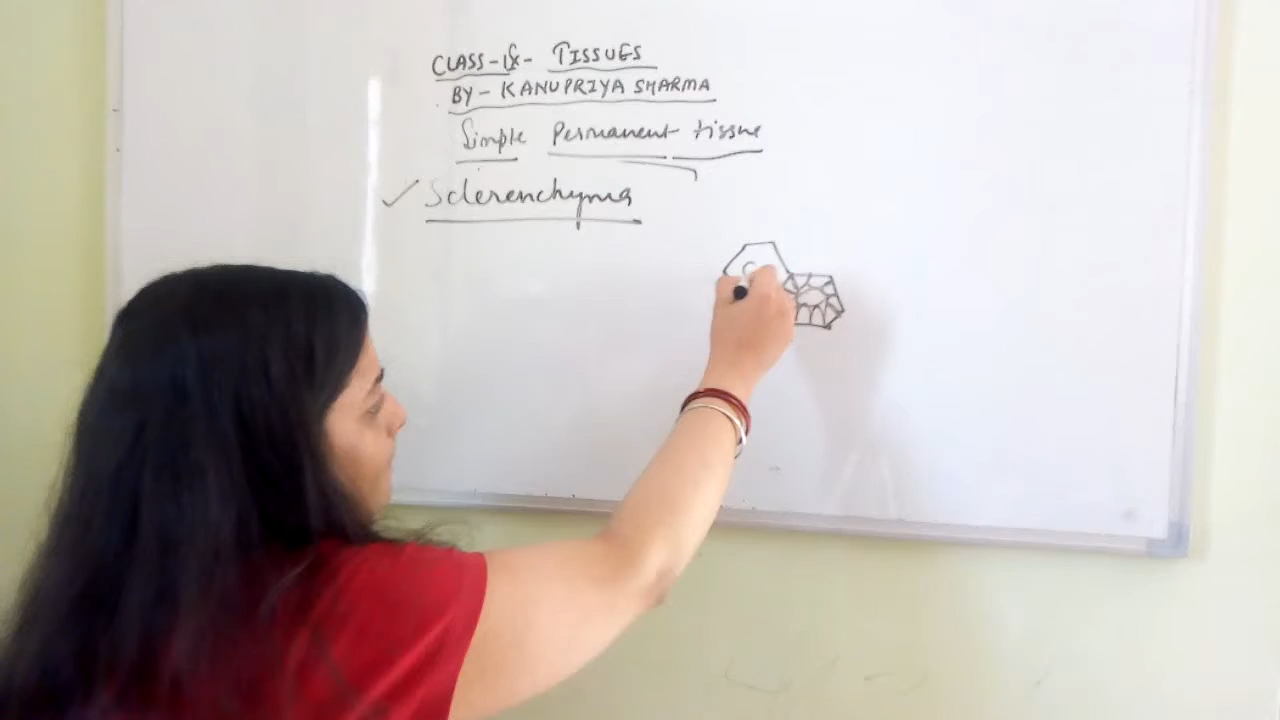 CLASS-IX- TISSUES
BY- KANUPRIYA SHARMA
Simple Permanent tissue
✓ Sclerenchyma